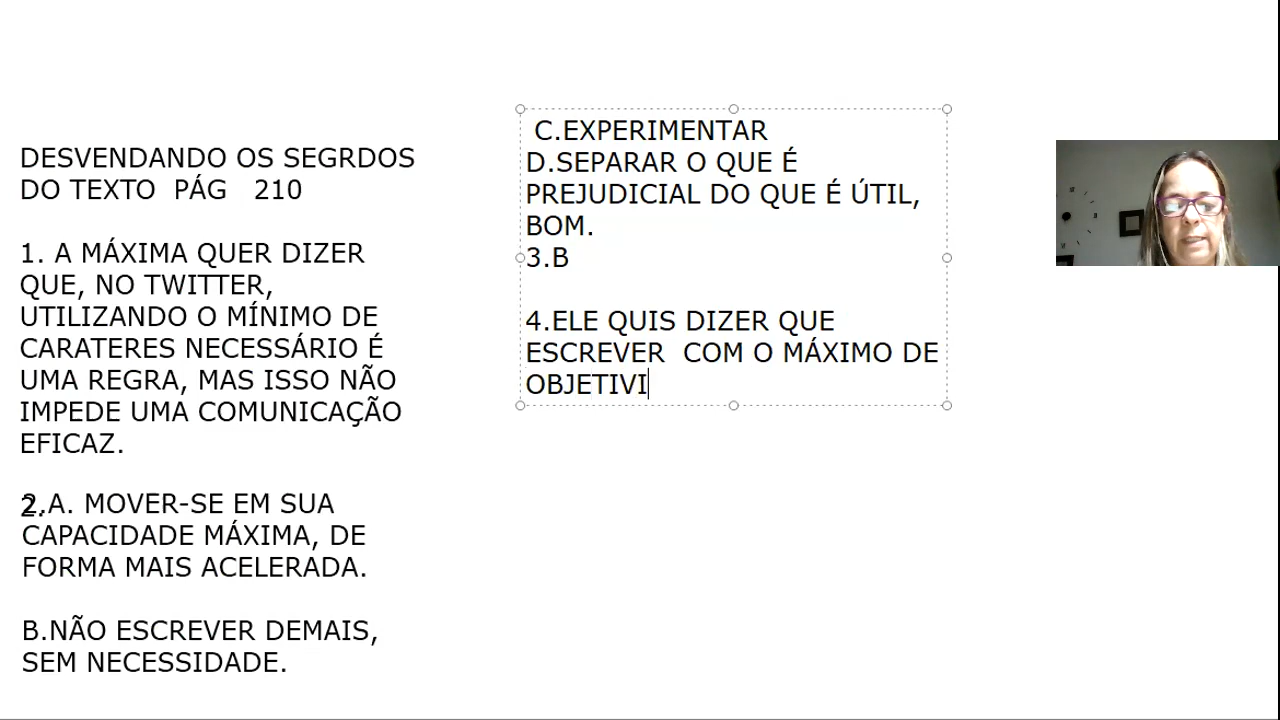 DESVENDANDO OS SEGRDOS
DO TEXTO PÁG 210
1. A MÁXIMA QUER DIZER
QUE, NO TWITTER,
UTILIZANDO O MÍNIMO DE
CARATERES NECESSÁRIO É
UMA REGRA, MAS ISSO NÃO
IMPEDE UMA COMUNICAÇÃO
EFICAZ.
2.A. MOVER-SE EM SUA
CAPACIDADE MÁXIMA, DE
FORMA MAIS ACELERADA.
B.NÃO ESCREVER DEMAIS,
SEM NECESSIDADE.
C.EXPERIMENTAR
D.SEPARAR O QUE É
PREJUDICIAL DO QUE É ÚTIL,
BOM.
3.B
4.ELE QUIS DIZER QUE
ESCREVER COM O MÁXIMO DE
OBJETIVI